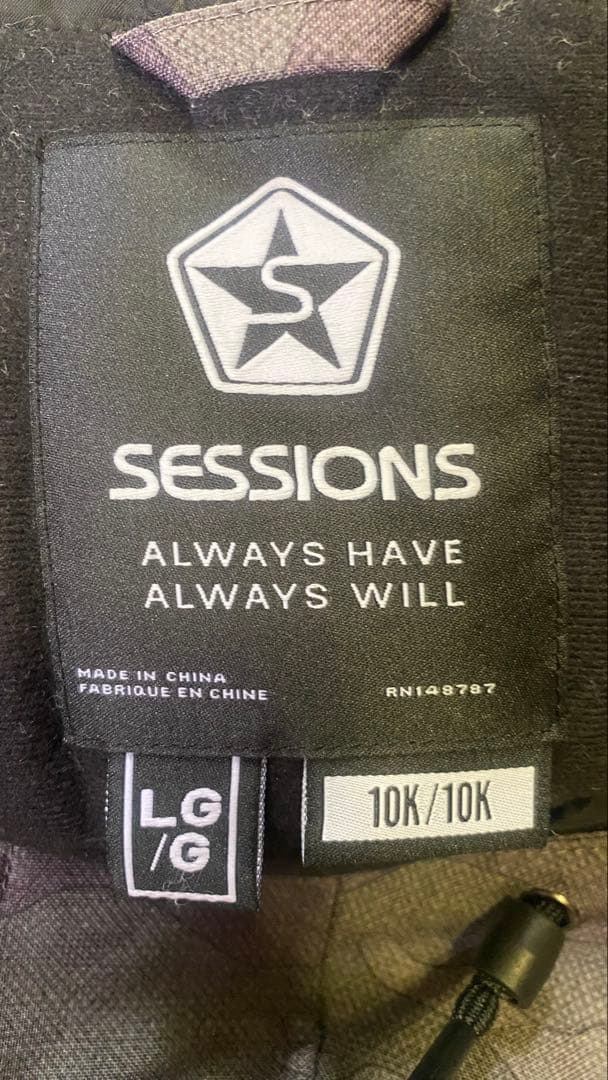 S
SESSIONS
ALWAYS HAVE
ALWAYS WILL
MADE IN CHINA
FABRIQUE EN CHINE
RN148787
LG
/G
10K/10K